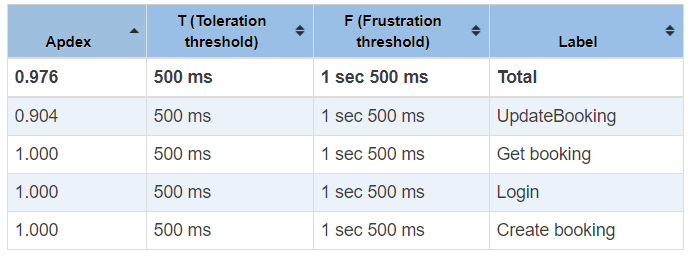 Apdex T (Toleration threshold) F (Frustration threshold) Label
0.976 500 ms 1 sec 500 ms Total
0.904 500 ms 1 sec 500 ms UpdateBooking
1.000 500 ms 1 sec 500 ms Get booking
1.000 500 ms 1 sec 500 ms Login
1.000 500 ms 1 sec 500 ms Create booking